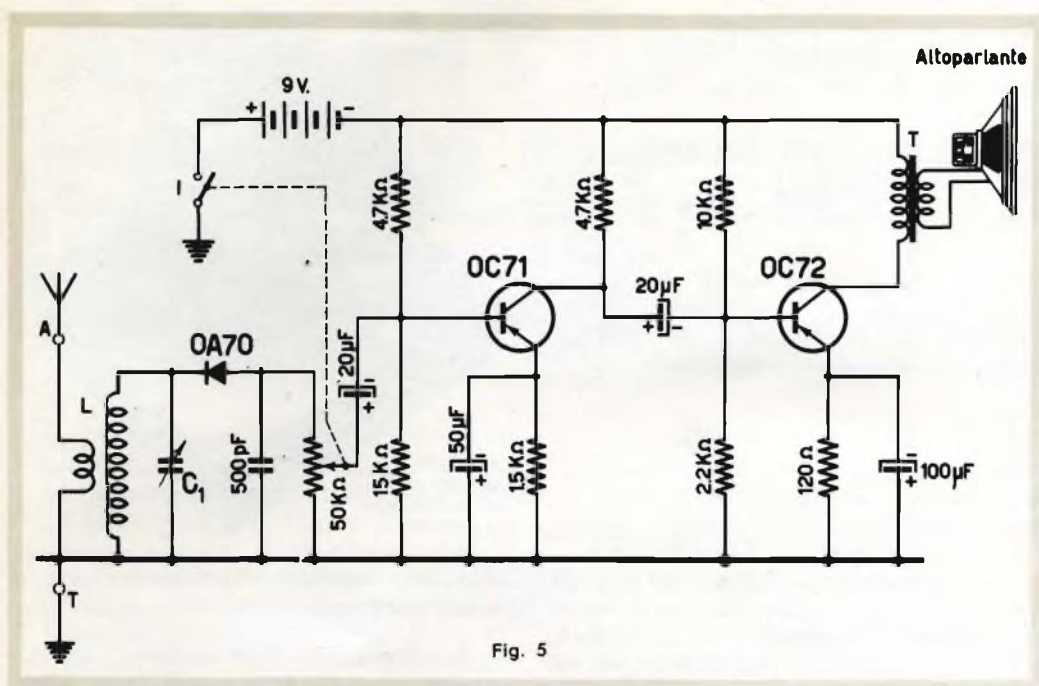 Altoparlante
9 V.
+ -
T
I
4.7KΩ
4.7KΩ
10KΩ
OC71
OC72
20µF
+ -
A
OA70
20µF
-
+
L
C1
500pF
50KΩ
15KΩ
50µF
-
+
1.5KΩ
2.2KΩ
120Ω
-
+
100µF
T
Fig. 5